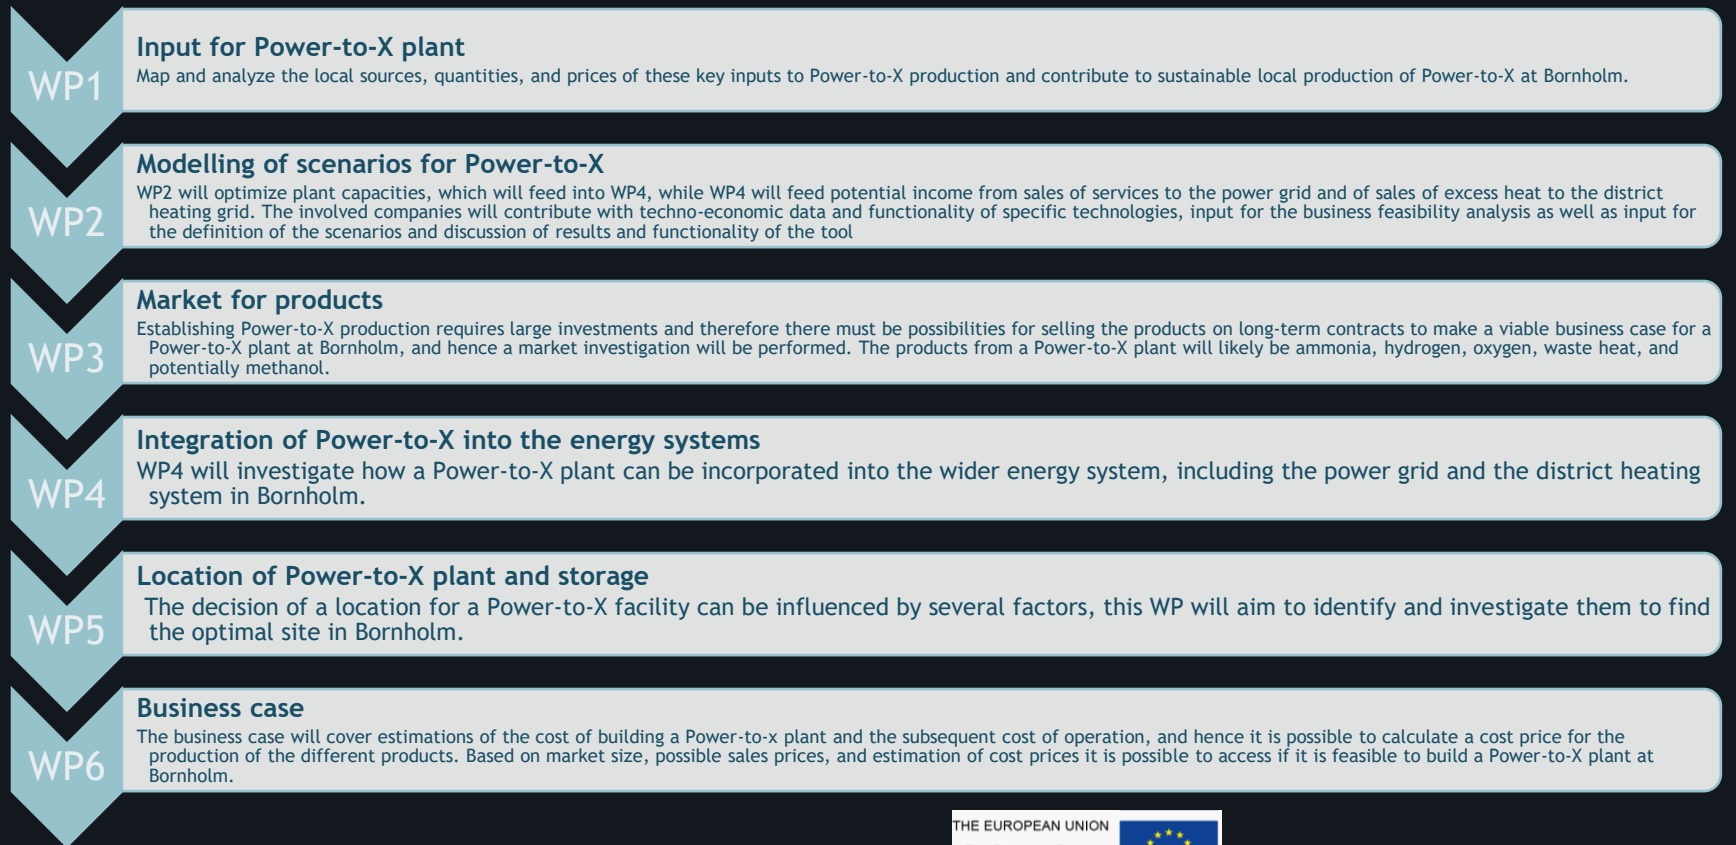 WP1
Input for Power-to-X plant
Map and analyze the local sources, quantities, and prices of these key inputs to Power-to-X production and contribute to sustainable local production of Power-to-X at Bornholm.
WP2
Modelling of scenarios for Power-to-X
WP2 will optimize plant capacities, which will feed into WP4, while WP4 will feed potential income from sales of services to the power grid and of sales of excess heat to the district
heating grid. The involved companies will contribute with techno-economic data and functionality of specific technologies, input for the business feasibility analysis as well as input for
the definition of the scenarios and discussion of results and functionality of the tool
WP3
Market for products
Establishing Power-to-X production requires large investments and therefore there must be possibilities for selling the products on long-term contracts to make a viable business case for a
Power-to-X plant at Bornholm, and hence a market investigation will be performed. The products from a Power-to-X plant will likely be ammonia, hydrogen, oxygen, waste heat, and
potentially methanol.
WP4
Integration of Power-to-X into the energy systems
WP4 will investigate how a Power-to-X plant can be incorporated into the wider energy system, including the power grid and the district heating
system in Bornholm.
WP5
Location of Power-to-X plant and storage
The decision of a location for a Power-to-X facility can be influenced by several factors, this WP will aim to identify and investigate them to find
the optimal site in Bornholm.
WP6
Business case
The business case will cover estimations of the cost of building a Power-to-x plant and the subsequent cost of operation, and hence it is possible to calculate a cost price for the
production of the different products. Based on market size, possible sales prices, and estimation of cost prices it is possible to access if it is feasible to build a Power-to-X plant at
Bornholm.
THE EUROPEAN UNION